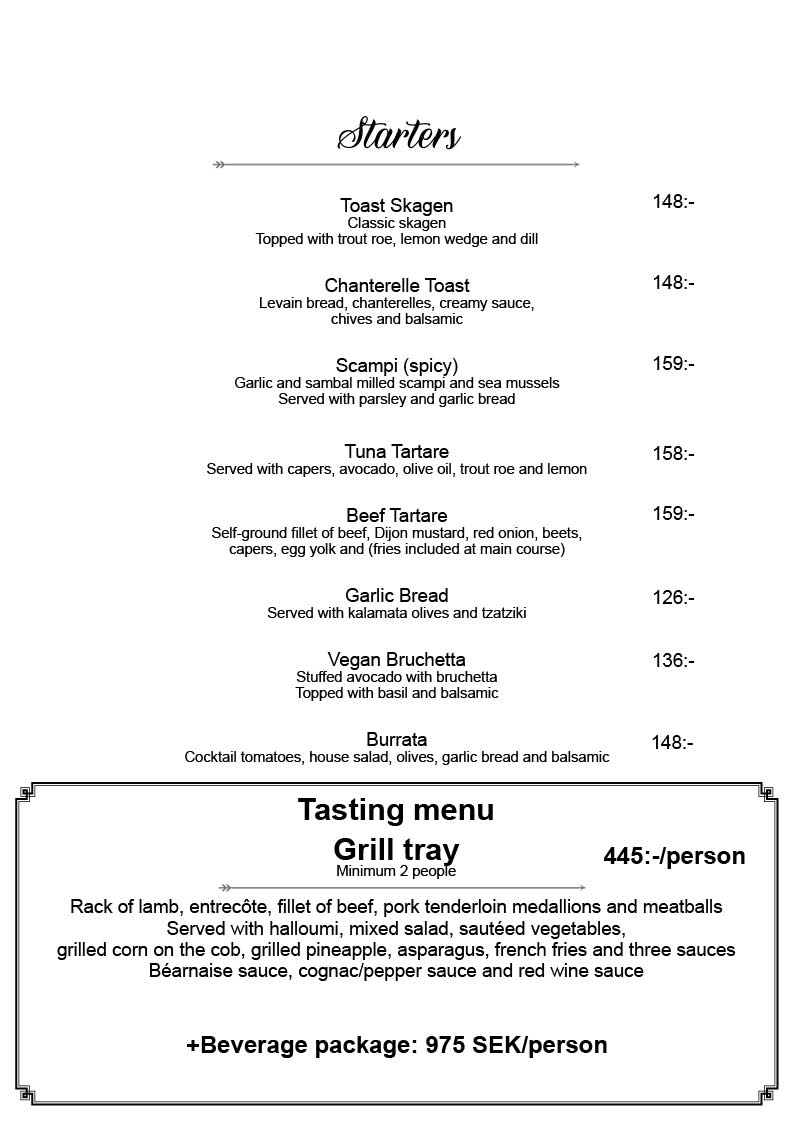 Starters
Toast Skagen 148:-
Classic skagen
Topped with trout roe, lemon wedge and dill
Chanterelle Toast 148:-
Levain bread, chanterelles, creamy sauce,
chives and balsamic
Scampi (spicy) 159:-
Garlic and sambal milled scampi and sea mussels
Served with parsley and garlic bread
Tuna Tartare 158:-
Served with capers, avocado, olive oil, trout roe and lemon
Beef Tartare 159:-
Self-ground fillet of beef, Dijon mustard, red onion, beets,
capers, egg yolk and (fries included at main course)
Garlic Bread 126:-
Served with kalamata olives and tzatziki
Vegan Bruchetta 136:-
Stuffed avocado with bruchetta
Topped with basil and balsamic
Burrata 148:-
Cocktail tomatoes, house salad, olives, garlic bread and balsamic
Tasting menu
Grill tray 445:-/person
Minimum 2 people
Rack of lamb, entrecôte, fillet of beef, pork tenderloin medallions and meatballs
Served with halloumi, mixed salad, sautéed vegetables,
grilled corn on the cob, grilled pineapple, asparagus, french fries and three sauces
Béarnaise sauce, cognac/pepper sauce and red wine sauce
+Beverage package: 975 SEK/person